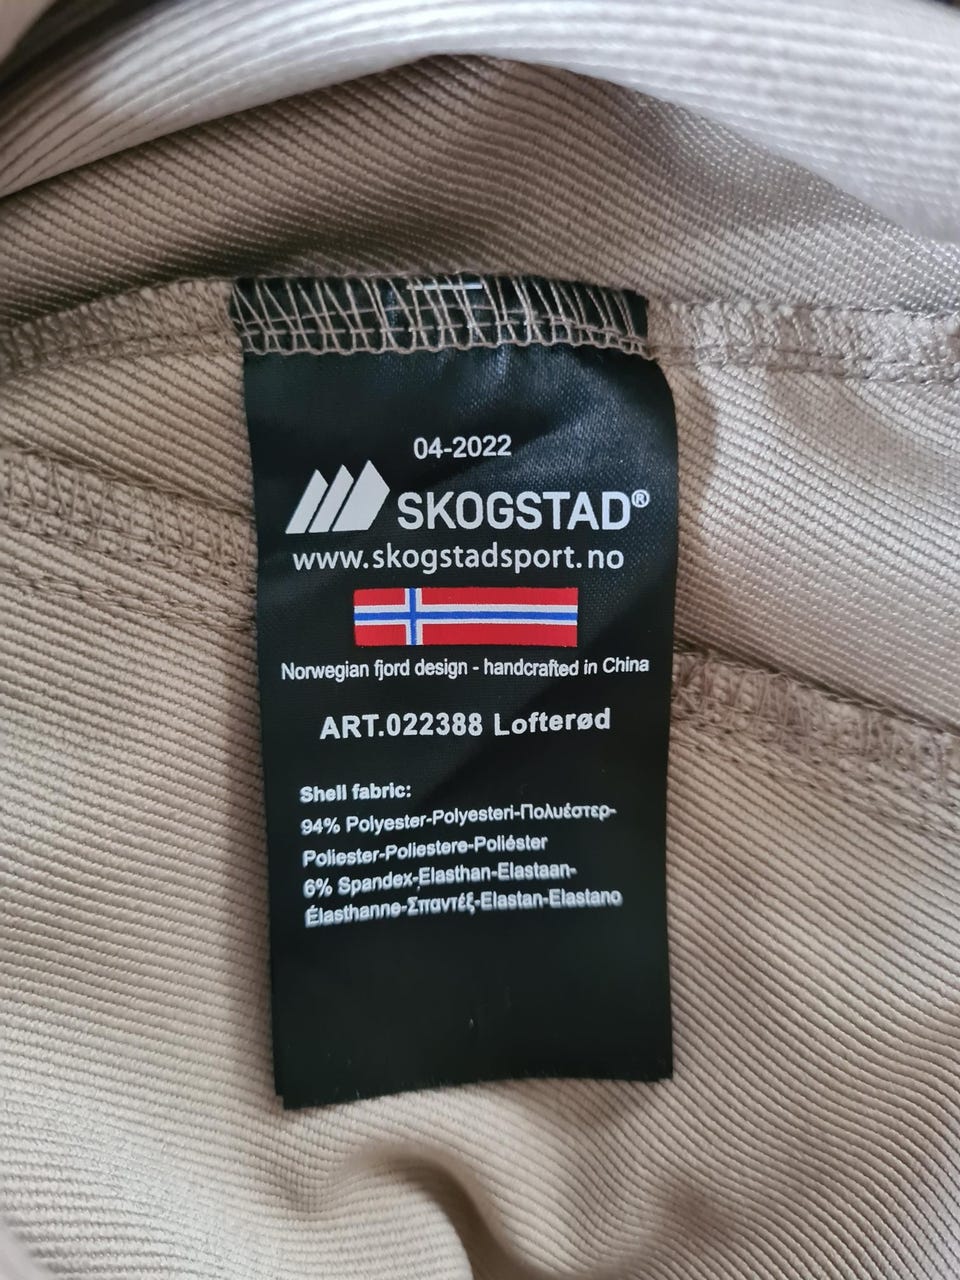 04-2022
SKOGSTAD®
www.skogstadsport.no
Norwegian fjord design - handcrafted in China
ART.022388 Lofterød
Shell fabric:
94% Polyester-Polyesteri-Πολυέστερ-
Poliester-Poliestere-Poliéster
6% Spandex-Elasthan-Elastaan-
Élasthanne-Σπαντέξ-Elastan-Elastano